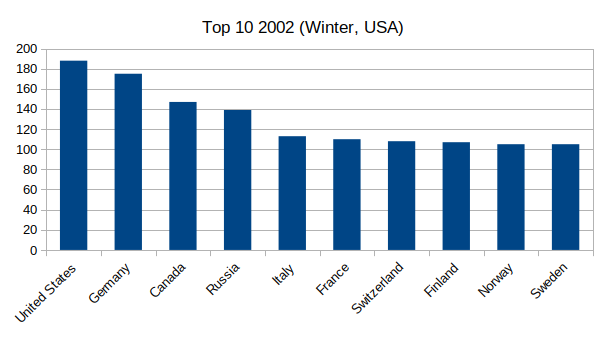 Top 10 2002 (Winter, USA)
200
180
160
140
120
100
80
60
40
20
0
United States
Germany
Canada
Russia
Italy
France
Switzerland
Finland
Norway
Sweden